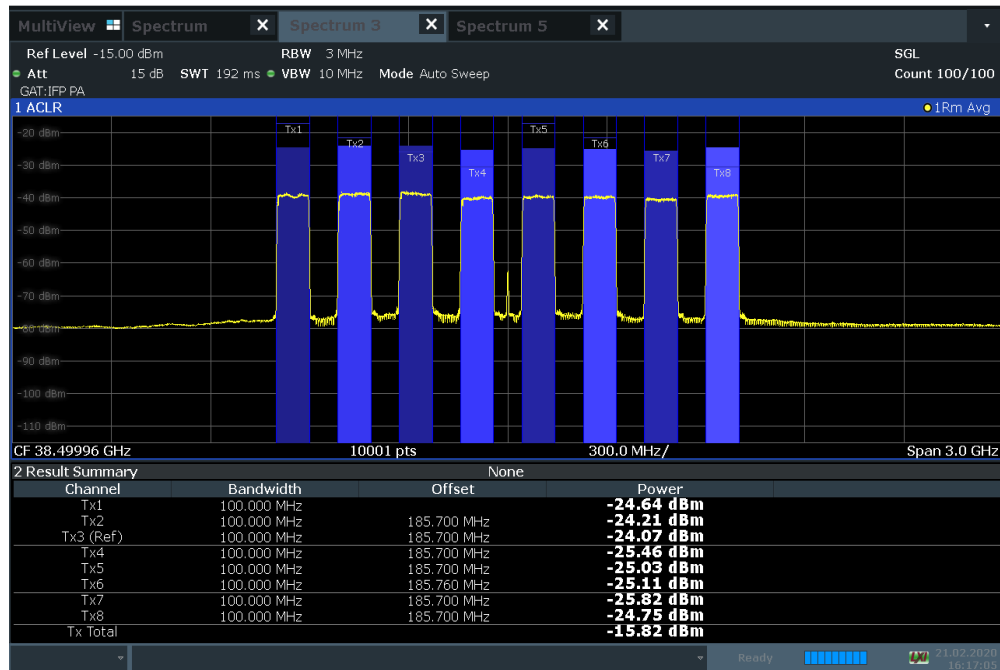 MultiView Spectrum X Spectrum 3 X Spectrum 5 X
Ref Level -15.00 dBm RBW 3 MHz SGL
Att 15 dB SWT 192 ms VBW 10 MHz Mode Auto Sweep Count 100/100
GAT:IFP PA
1 ACLR 1Rm Avg
-20 dBm
Tx1 Tx5
Tx2 Tx6
Tx3 Tx7
-30 dBm
Tx4 Tx8
-40 dBm
-50 dBm
-60 dBm
-70 dBm
-80 dBm
-90 dBm
-100 dBm
-110 dBm
CF 38.49996 GHz 10001 pts 300.0 MHz/ Span 3.0 GHz
2 Result Summary None
Channel Bandwidth Offset Power
Tx1 100.000 MHz -24.64 dBm
Tx2 100.000 MHz 185.700 MHz -24.21 dBm
Tx3 (Ref) 100.000 MHz 185.700 MHz -24.07 dBm
Tx4 100.000 MHz 185.700 MHz -25.46 dBm
Tx5 100.000 MHz 185.700 MHz -25.03 dBm
Tx6 100.000 MHz 185.760 MHz -25.11 dBm
Tx7 100.000 MHz 185.700 MHz -25.82 dBm
Tx8 100.000 MHz 185.700 MHz -24.75 dBm
Tx Total -15.82 dBm
Ready LXI 21.02.2020
16:17:05